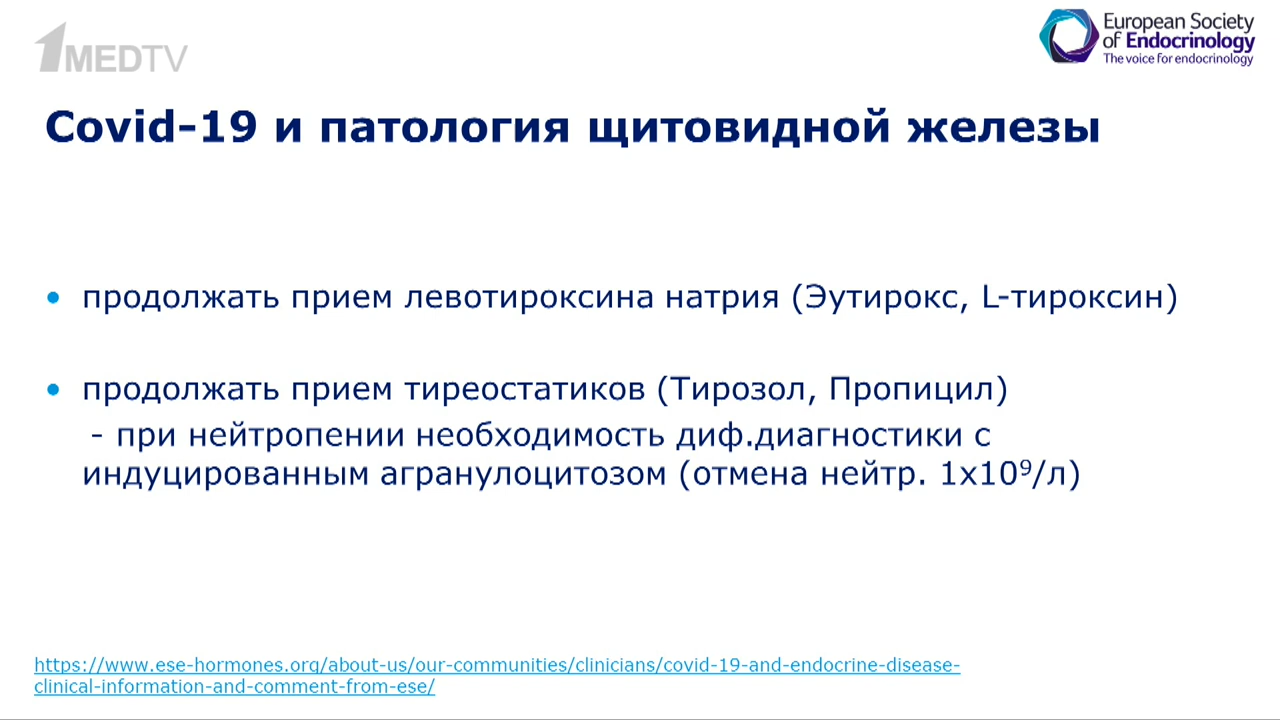 1MEDTV
European Society
of Endocrinology
The voice for endocrinology
Covid-19 и патология щитовидной железы
• продолжать прием левотироксина натрия (Эутирокс, L-тироксин)
• продолжать прием тиреостатиков (Тирозол, Пропицил)
- при нейтропении необходимость диф.диагностики с
индуцированным агранулоцитозом (отмена нейтр. 1х10⁹/л)
https://www.ese-hormones.org/about-us/our-communities/clinicians/covid-19-and-endocrine-disease-
clinical-information-and-comment-from-ese/